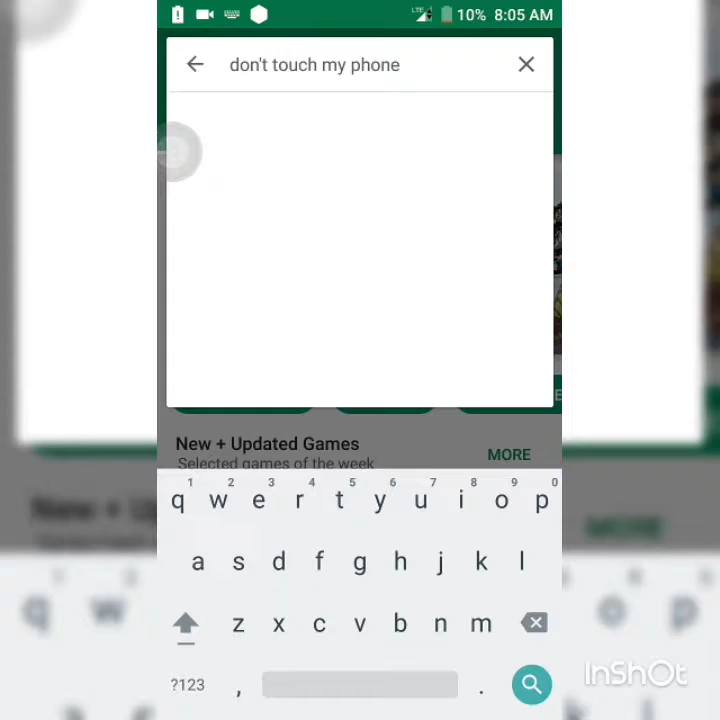 LTE 10% 8:05 AM
don't touch my phone
New + Updated Games
MORE
Selected games of the week
1 2 3 4 5 6 7 8 9 0
q w e r t y u i o p
a s d f g h j k l
z x c v b n m
?123 , .
InShOt